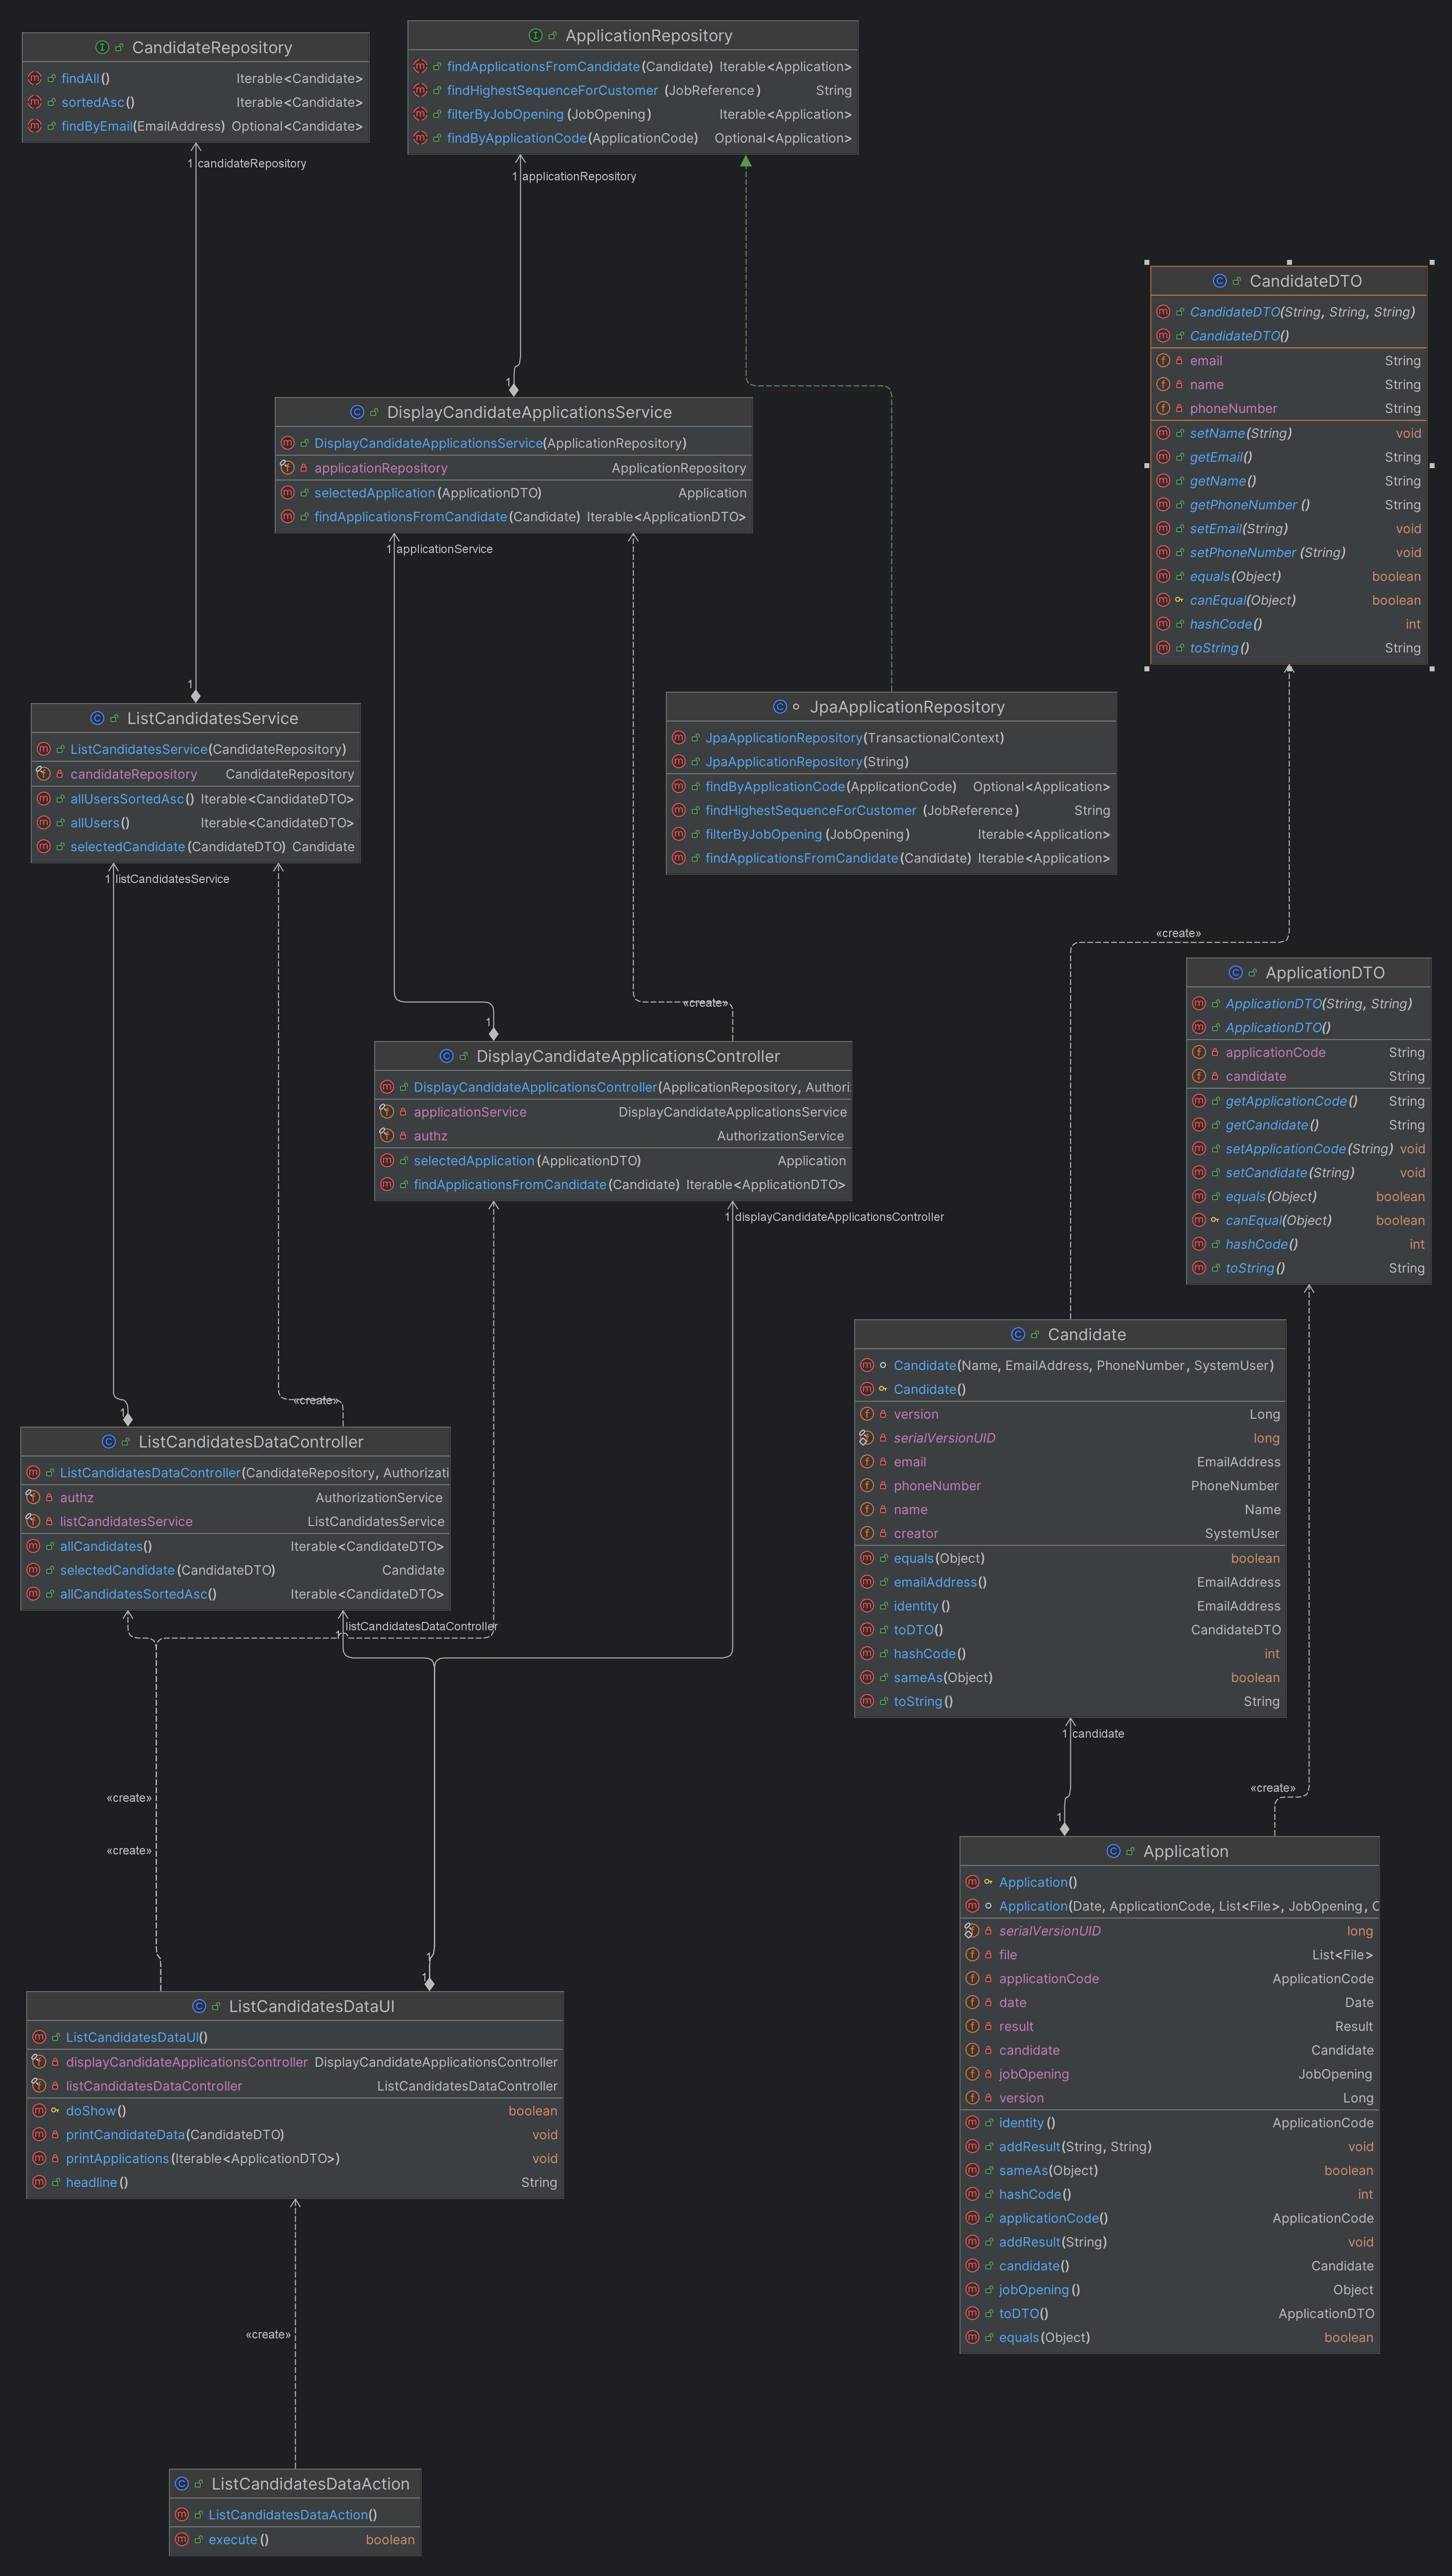 CandidateRepository
findAll() Iterable<Candidate>
sortedAsc() Iterable<Candidate>
findByEmail(EmailAddress) Optional<Candidate>
1 candidateRepository
ApplicationRepository
findApplicationsFromCandidate(Candidate) Iterable<Application>
findHighestSequenceForCustomer (JobReference) String
filterByJobOpening (JobOpening) Iterable<Application>
findByApplicationCode(ApplicationCode) Optional<Application>
1 applicationRepository
CandidateDTO
CandidateDTO(String, String, String)
CandidateDTO()
email String
name String
phoneNumber String
setName(String) void
getEmail() String
getName() String
getPhoneNumber () String
setEmail(String) void
setPhoneNumber (String) void
equals(Object) boolean
canEqual(Object) boolean
hashCode() int
toString() String
1
DisplayCandidateApplicationsService
DisplayCandidateApplicationsService(ApplicationRepository)
applicationRepository ApplicationRepository
selectedApplication(ApplicationDTO) Application
findApplicationsFromCandidate(Candidate) Iterable<ApplicationDTO>
1 applicationService
1
ListCandidatesService
ListCandidatesService(CandidateRepository)
candidateRepository CandidateRepository
allUsersSortedAsc() Iterable<CandidateDTO>
allUsers() Iterable<CandidateDTO>
selectedCandidate(CandidateDTO) Candidate
1 listCandidatesService
JpaApplicationRepository
JpaApplicationRepository(TransactionalContext)
JpaApplicationRepository(String)
findByApplicationCode(ApplicationCode) Optional<Application>
findHighestSequenceForCustomer (JobReference) String
filterByJobOpening (JobOpening) Iterable<Application>
findApplicationsFromCandidate(Candidate) Iterable<Application>
«create»
ApplicationDTO
ApplicationDTO(String, String)
ApplicationDTO()
applicationCode String
candidate String
getApplicationCode() String
getCandidate() String
setApplicationCode(String) void
setCandidate(String) void
equals(Object) boolean
canEqual(Object) boolean
hashCode() int
toString() String
«create»
1
DisplayCandidateApplicationsController
DisplayCandidateApplicationsController(ApplicationRepository, Authori
applicationService DisplayCandidateApplicationsService
authz AuthorizationService
selectedApplication(ApplicationDTO) Application
findApplicationsFromCandidate(Candidate) Iterable<ApplicationDTO>
1 displayCandidateApplicationsController
Candidate
Candidate(Name, EmailAddress, PhoneNumber, SystemUser)
Candidate()
version Long
serialVersionUID long
email EmailAddress
phoneNumber PhoneNumber
name Name
creator SystemUser
equals(Object) boolean
emailAddress() EmailAddress
identity() EmailAddress
toDTO() CandidateDTO
hashCode() int
sameAs(Object) boolean
toString() String
1 candidate
«create»
1
ListCandidatesDataController
ListCandidatesDataController(CandidateRepository, Authorizati
authz AuthorizationService
listCandidatesService ListCandidatesService
allCandidates() Iterable<CandidateDTO>
selectedCandidate(CandidateDTO) Candidate
allCandidatesSortedAsc() Iterable<CandidateDTO>
1 listCandidatesDataController
«create»
«create»
«create»
1
Application
Application()
Application(Date, ApplicationCode, List<File>, JobOpening, C
serialVersionUID long
file List<File>
applicationCode ApplicationCode
date Date
result Result
candidate Candidate
jobOpening JobOpening
version Long
identity() ApplicationCode
addResult(String, String) void
sameAs(Object) boolean
hashCode() int
applicationCode() ApplicationCode
addResult(String) void
candidate() Candidate
jobOpening() Object
toDTO() ApplicationDTO
equals(Object) boolean
1
1
ListCandidatesDataUI
ListCandidatesDataUI()
displayCandidateApplicationsController DisplayCandidateApplicationsController
listCandidatesDataController ListCandidatesDataController
doShow() boolean
printCandidateData(CandidateDTO) void
printApplications(Iterable<ApplicationDTO>) void
headline() String
«create»
ListCandidatesDataAction
ListCandidatesDataAction()
execute() boolean